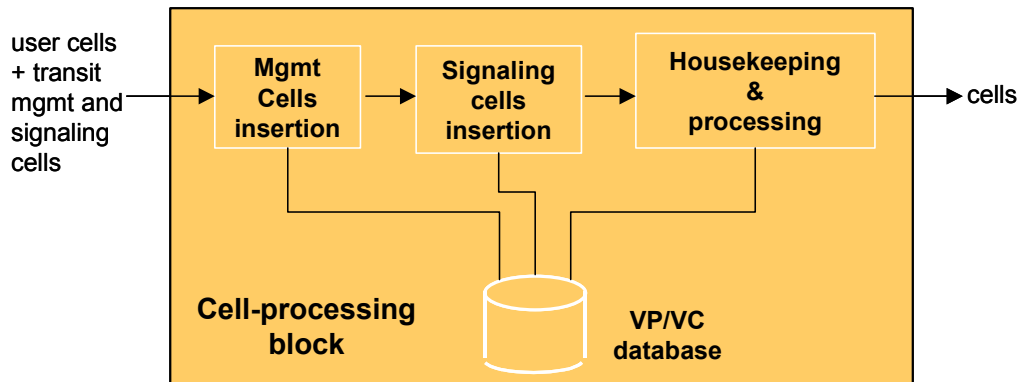 user cells
+ transit
mgmt and
signaling
cells
Mgmt
Cells
insertion
Signaling
cells
insertion
Housekeeping
&
processing
cells
Cell-processing
block
VP/VC
database